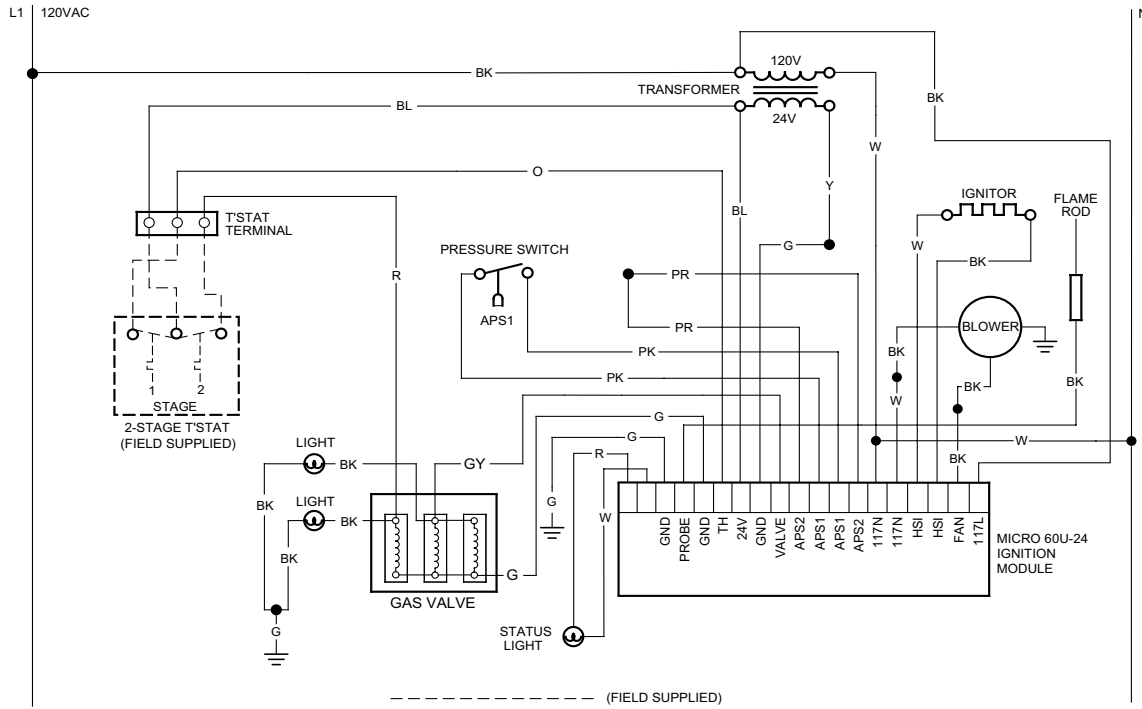 L1
120VAC
N
BK
120V
TRANSFORMER
24V
BL
BK
W
O
Y
BL
T'STAT
TERMINAL
R
G
PRESSURE SWITCH
APS1
PR
PR
PK
PK
IGNITOR
W
BK
FLAME
ROD
BLOWER
BK
BK
W
BK
BK
W
1
2
STAGE
2-STAGE T'STAT
(FIELD SUPPLIED)
LIGHT
BK
GY
G
G
R
LIGHT
BK
BK
BK
G
W
G
GAS VALVE
G
STATUS
LIGHT
GND
PROBE
GND
TH
24V
GND
VALVE
APS2
APS1
APS1
APS2
117N
117N
HSI
HSI
FAN
117L
MICRO 60U-24
IGNITION
MODULE
(FIELD SUPPLIED)